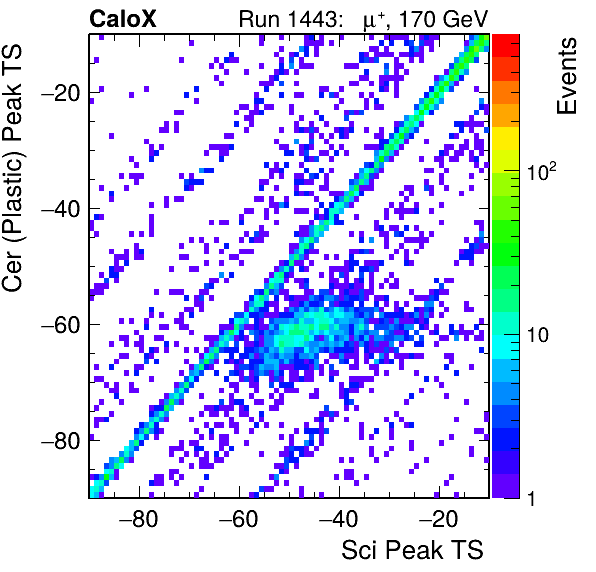 CaloX Run 1443: μ⁺, 170 GeV
Cer (Plastic) Peak TS
−20
−40
−60
−80
−80 −60 −40 −20
Sci Peak TS
Events
10²
10
1